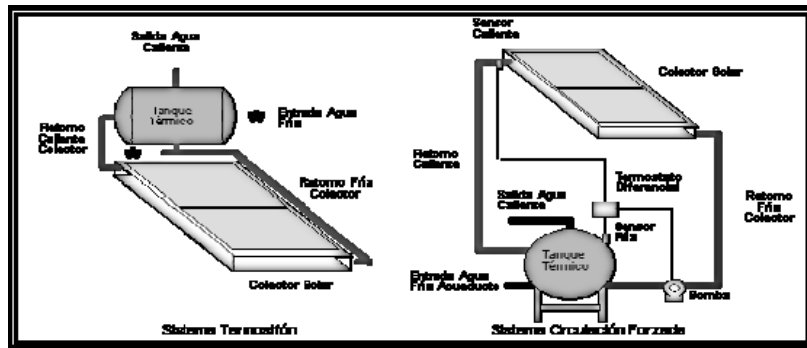 Salida Agua
Caliente
Tanque
Térmico
Entrada Agua
Fría
Retorno
Caliente
Colector
Retorno Fría
Colector
Colector Solar
Sistema Termosifón
Sensor
Caliente
Colector Solar
Retorno
Caliente
Termostato
Diferencial
Salida Agua
Caliente
Sensor
Fría
Retorno
Fría
Colector
Tanque
Térmico
Entrada Agua
Fría Acueducto
Bomba
Sistema Circulación Forzada